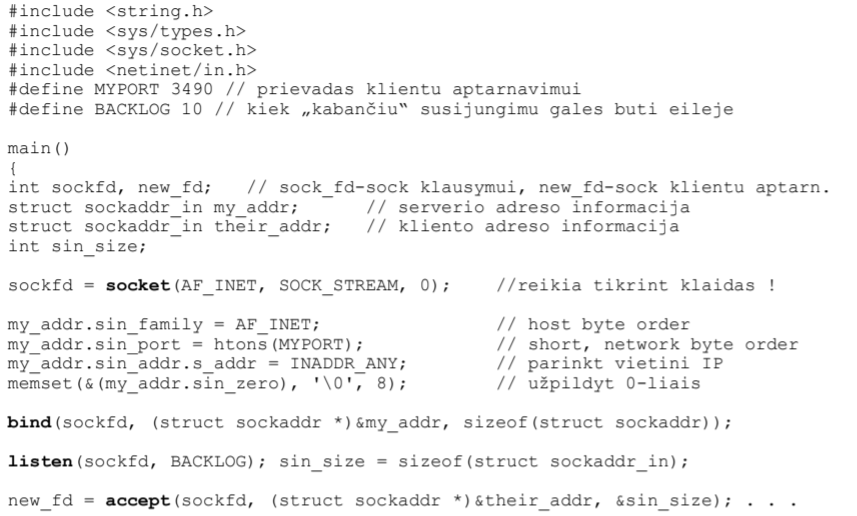 #include <string.h>
#include <sys/types.h>
#include <sys/socket.h>
#include <netinet/in.h>
#define MYPORT 3490 // prievadas klientu aptarnavimui
#define BACKLOG 10 // kiek „kabančiu“ susijungimu gales buti eileje
main()
{
int sockfd, new_fd; // sock_fd-sock klausymui, new_fd-sock klientu aptarn.
struct sockaddr_in my_addr; // serverio adreso informacija
struct sockaddr_in their_addr; // kliento adreso informacija
int sin_size;
sockfd = socket(AF_INET, SOCK_STREAM, 0); //reikia tikrint klaidas !
my_addr.sin_family = AF_INET; // host byte order
my_addr.sin_port = htons(MYPORT); // short, network byte order
my_addr.sin_addr.s_addr = INADDR_ANY; // parinkt vietini IP
memset(&(my_addr.sin_zero), '\0', 8); // užpildyt 0-liais
bind(sockfd, (struct sockaddr *)&my_addr, sizeof(struct sockaddr));
listen(sockfd, BACKLOG); sin_size = sizeof(struct sockaddr_in);
new_fd = accept(sockfd, (struct sockaddr *)&their_addr, &sin_size); . . .